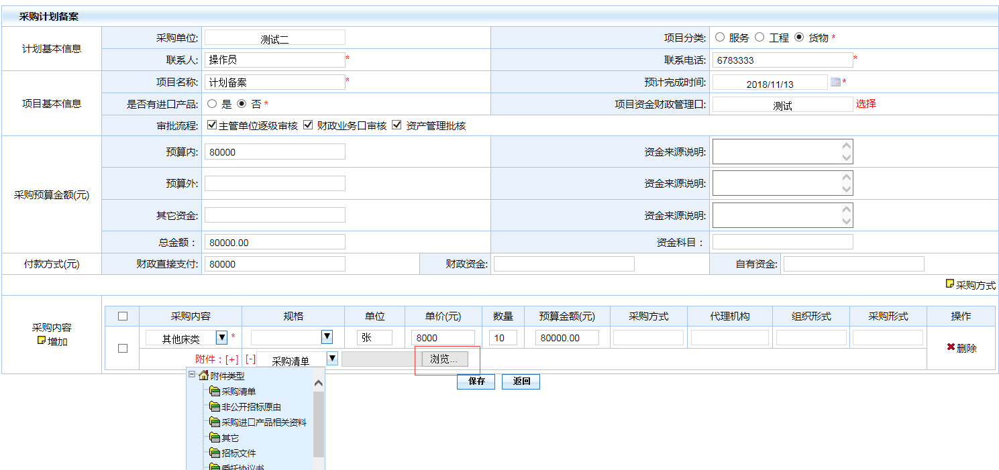 采购计划备案
计划基本信息
采购单位: 测试二 项目分类: 服务 工程 货物 *
联系人: 操作员 * 联系电话: 6783333 *
项目基本信息
项目名称: 计划备案 * 预计完成时间: 2018/11/13 *
是否有进口产品: 是 否 * 项目资金财政管理口: 测试 选择
审批流程: 主管单位逐级审核 财政业务口审核 资产管理批核
采购预算金额(元)
预算内: 80000 资金来源说明:
预算外: 资金来源说明:
其它资金: 资金来源说明:
总金额： 80000.00 资金科目：
付款方式(元) 财政直接支付: 80000 财政资金: 自有资金:
采购方式
采购内容
增加
采购内容 规格 单位 单价(元) 数量 预算金额(元) 采购方式 代理机构 组织形式 采购形式 操作
其他床类 * 张 8000 10 80000.00
删除
附件：[+] [-] 采购清单 浏览...
保存 返回
附件类型
采购清单
非公开招标原由
采购进口产品相关资料
其它
招标文件
委托协议书